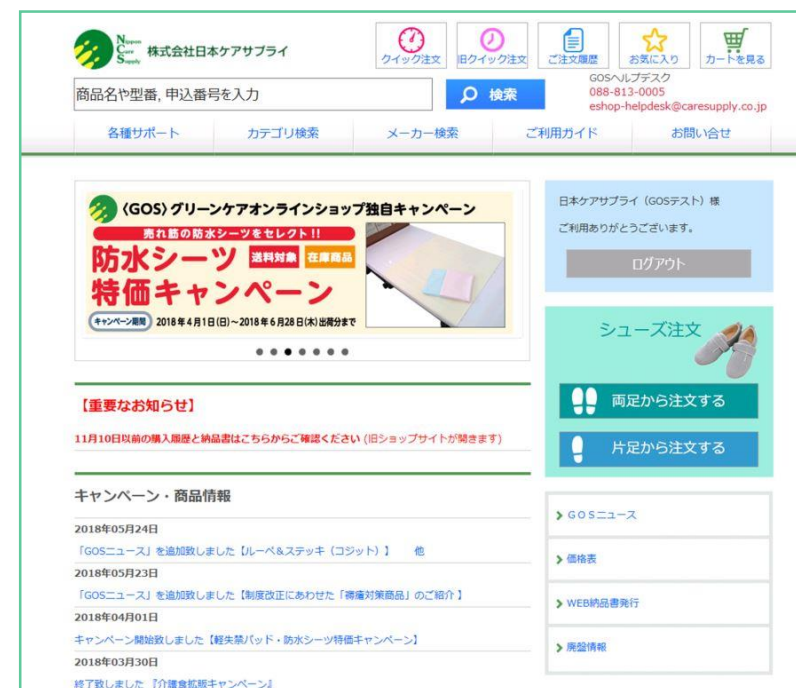 Nippon
Care
Supply
株式会社日本ケアサプライ
クイック注文
旧クイック注文
ご注文履歴
お気に入り
カートを見る
GOSヘルプデスク
088-813-0005
eshop-helpdesk@caresupply.co.jp
商品名や型番, 申込番号を入力
検索
各種サポート
カテゴリ検索
メーカー検索
ご利用ガイド
お問い合せ
〈GOS〉グリーンケアオンラインショップ独自キャンペーン
売れ筋の防水シーツをセレクト!!
防水シーツ 送料対象 在庫商品
特価キャンペーン
キャンペーン期間 2018年4月1日(日)~2018年6月28日(木)出荷分まで
日本ケアサプライ（GOSテスト）様
ご利用ありがとうございます。
ログアウト
シューズ注文
両足から注文する
片足から注文する
【重要なお知らせ】
11月10日以前の購入履歴と納品書はこちらからご確認ください (旧ショップサイトが開きます)
キャンペーン・商品情報
2018年05月24日
「GOSニュース」を追加致しました【ルーペ&ステッキ（コジット）】 他
2018年05月23日
「GOSニュース」を追加致しました【制度改正にあわせた「褥瘡対策商品」のご紹介 】
2018年04月01日
キャンペーン開始致しました【軽失禁パッド・防水シーツ特価キャンペーン】
2018年03月30日
終了致しました 『介護食拡販キャンペーン』
ＧＯＳニュース
価格表
WEB納品書発行
廃盤情報